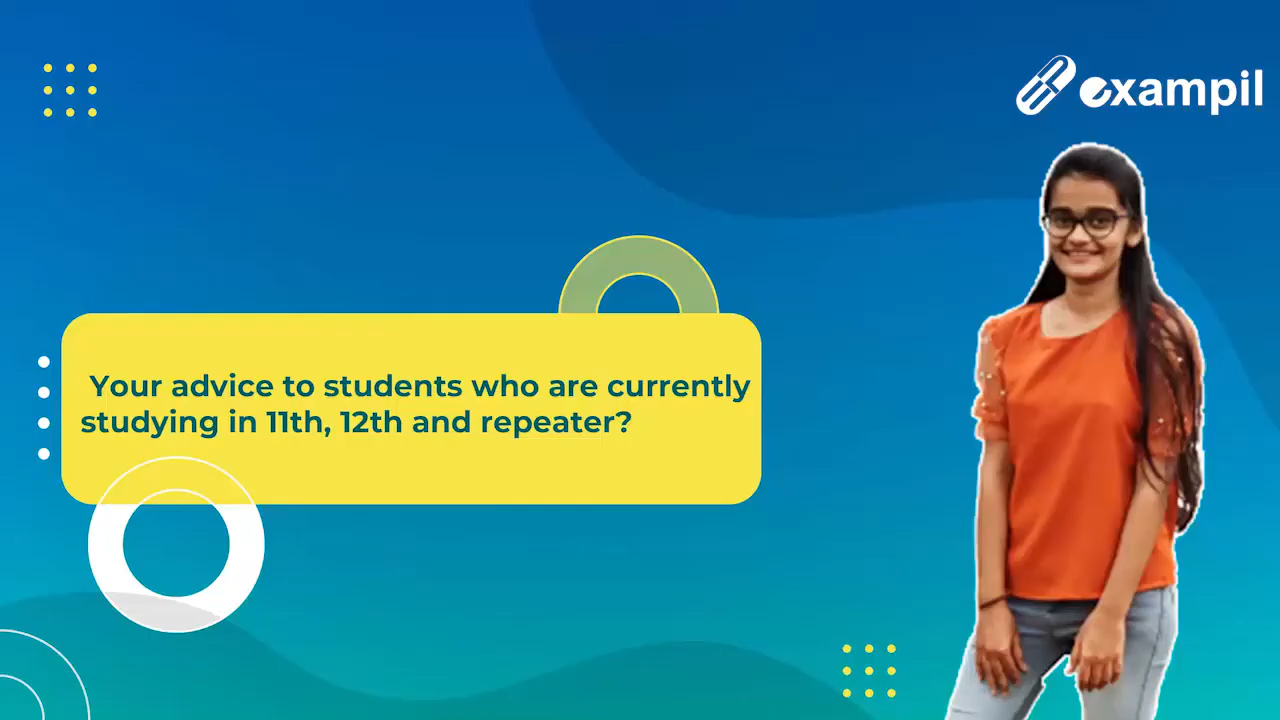 exampil
Your advice to students who are currently
studying in 11th, 12th and repeater?